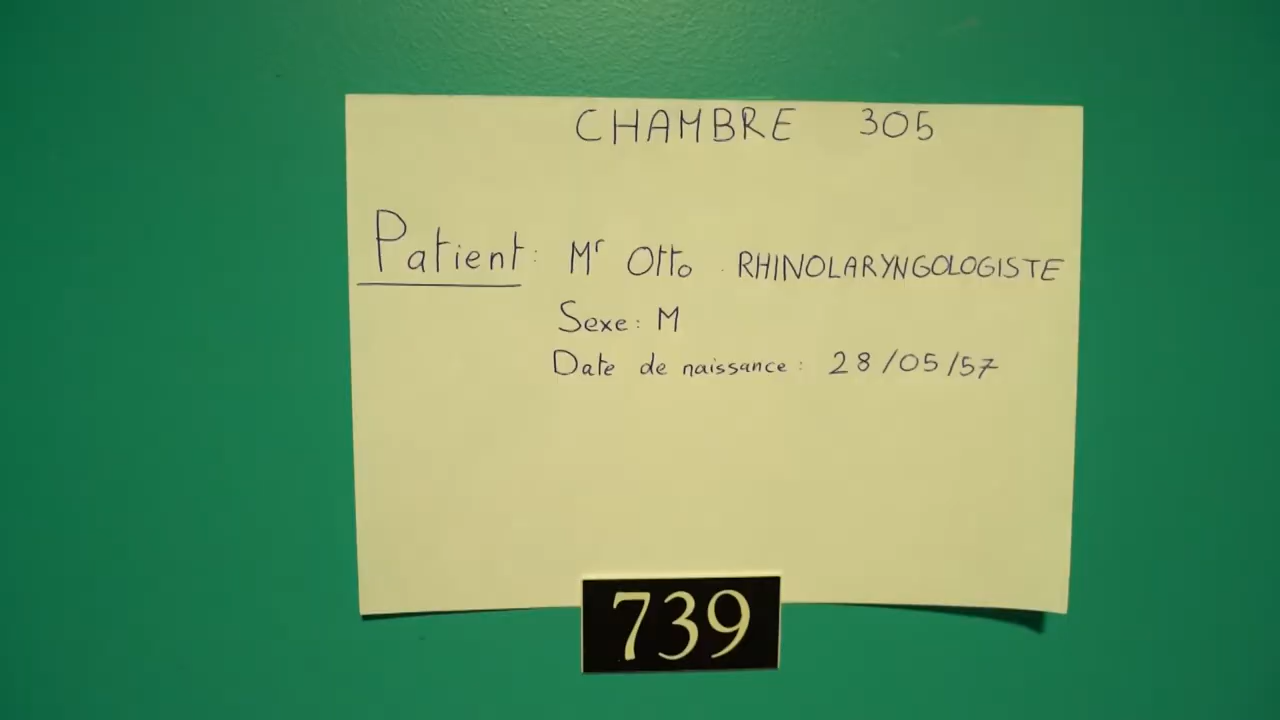 CHAMBRE 305
Patient: Mr Otto RHINOLARYNGOLOGISTE
Sexe: M
Date de naissance: 28/05/57
739